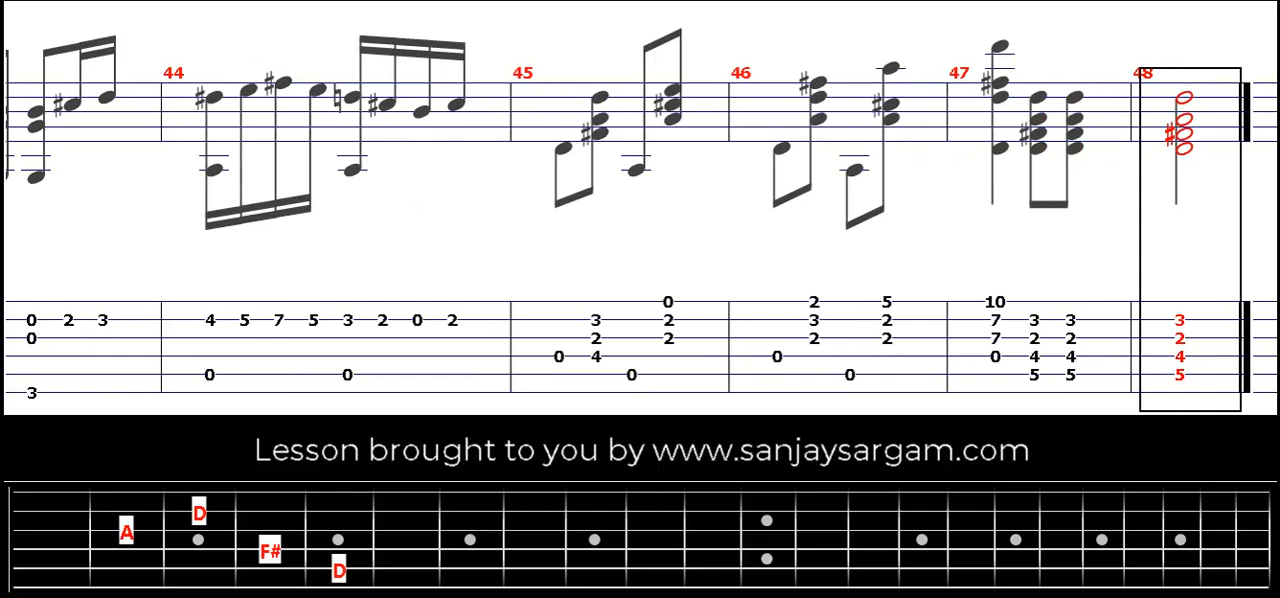 44 45 46 47 48
0 2 5 10
0 2 3 4 5 7 5 3 2 0 2 3 2 3 2 7 3 3 3
0 2 2 2 2 7 2 2 2
0 4 0 0 4 4 4
0 0 0 0 5 5 5
3
Lesson brought to you by www.sanjaysargam.com
D
A
F#
D